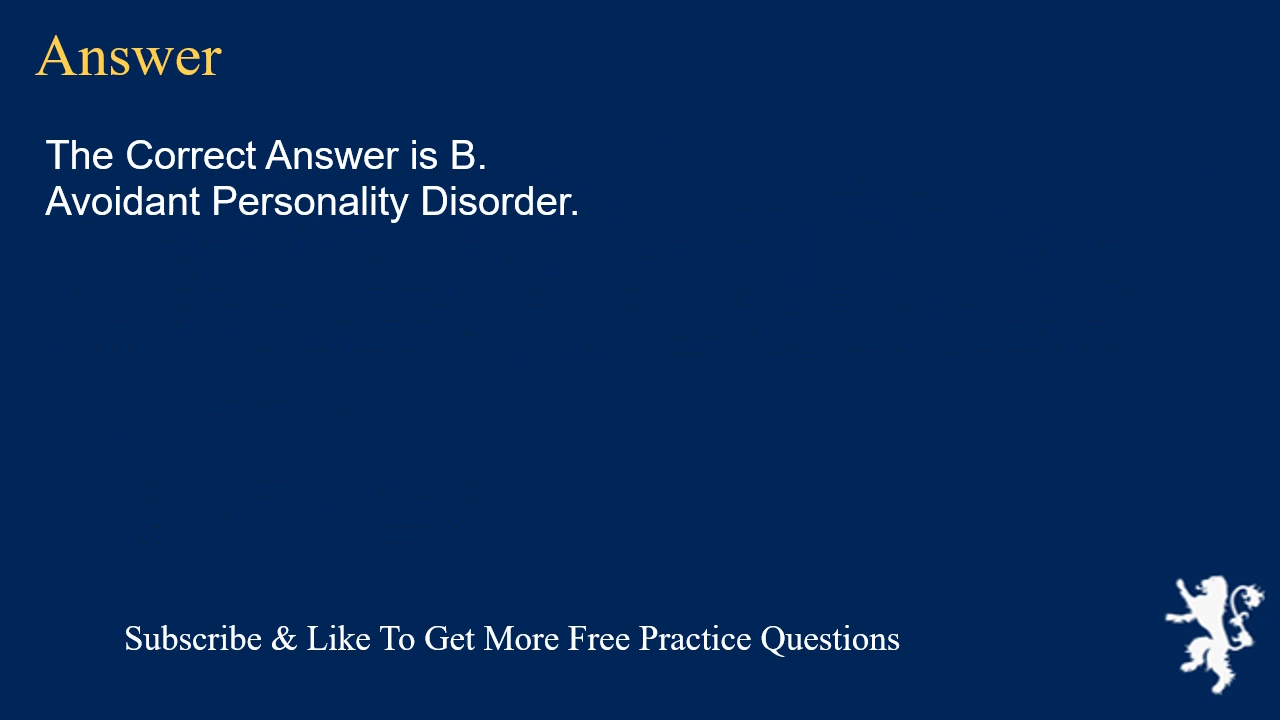 Answer
The Correct Answer is B.
Avoidant Personality Disorder.
Subscribe & Like To Get More Free Practice Questions